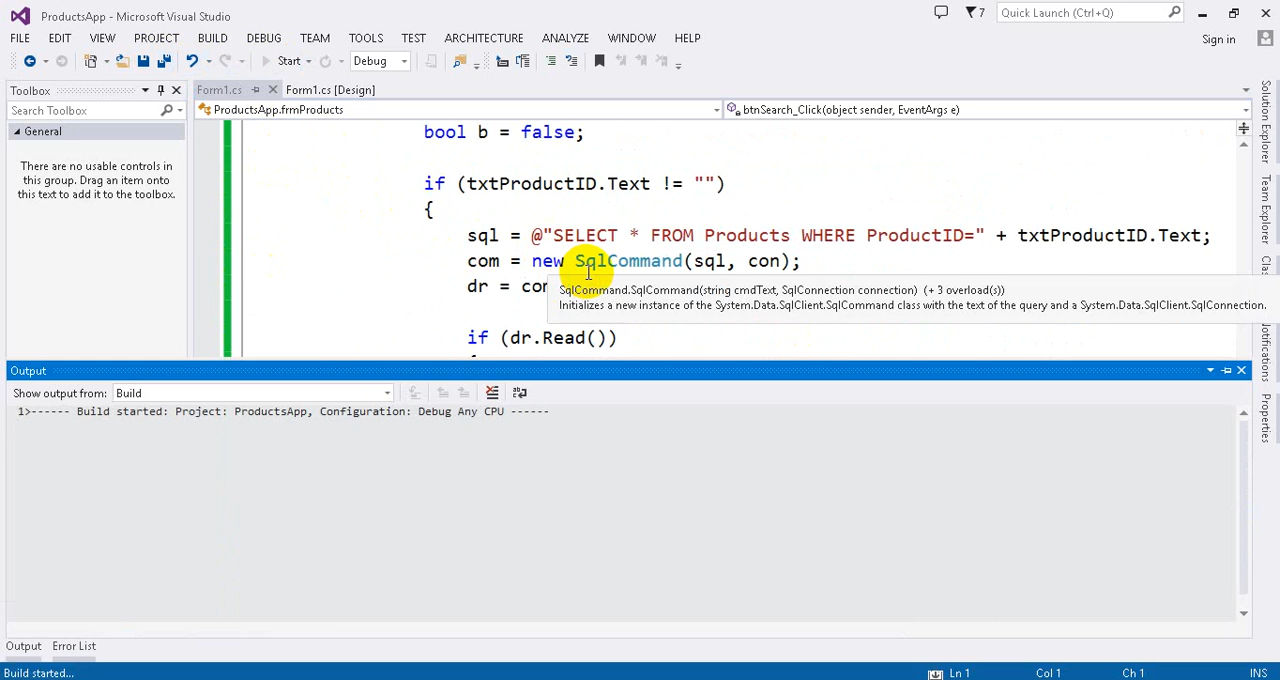 ProductsApp - Microsoft Visual Studio
7
Quick Launch (Ctrl+Q)
FILE EDIT VIEW PROJECT BUILD DEBUG TEAM TOOLS TEST ARCHITECTURE ANALYZE WINDOW HELP
Sign in
Start Debug
Toolbox
Form1.cs Form1.cs [Design]
Search Toolbox
ProductsApp.frmProducts
btnSearch_Click(object sender, EventArgs e)
General
There are no usable controls in
this group. Drag an item onto
this text to add it to the toolbox.
bool b = false;
if (txtProductID.Text != "")
{
sql = @"SELECT * FROM Products WHERE ProductID=" + txtProductID.Text;
com = new SqlCommand(sql, con);
dr =
SqlCommand.SqlCommand(string cmdText, SqlConnection connection) (+ 3 overload(s))
Initializes a new instance of the System.Data.SqlClient.SqlCommand class with the text of the query and a System.Data.SqlClient.SqlConnection.
if (dr.Read())
Solution Explorer
Team Explorer
Notifications
Properties
Output
Show output from: Build
1>------ Build started: Project: ProductsApp, Configuration: Debug Any CPU ------
Output Error List
Build started...
Ln 1 Col 1 Ch 1 INS